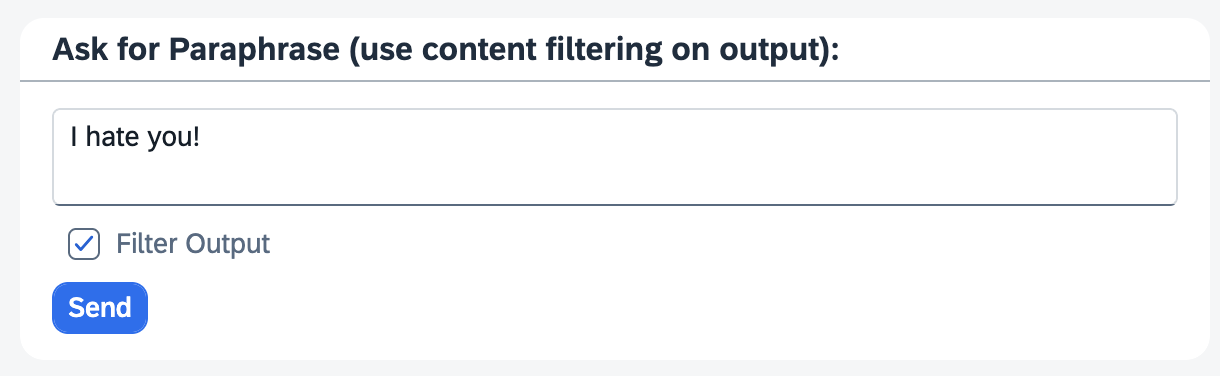 Ask for Paraphrase (use content filtering on output):
I hate you!
Filter Output
Send